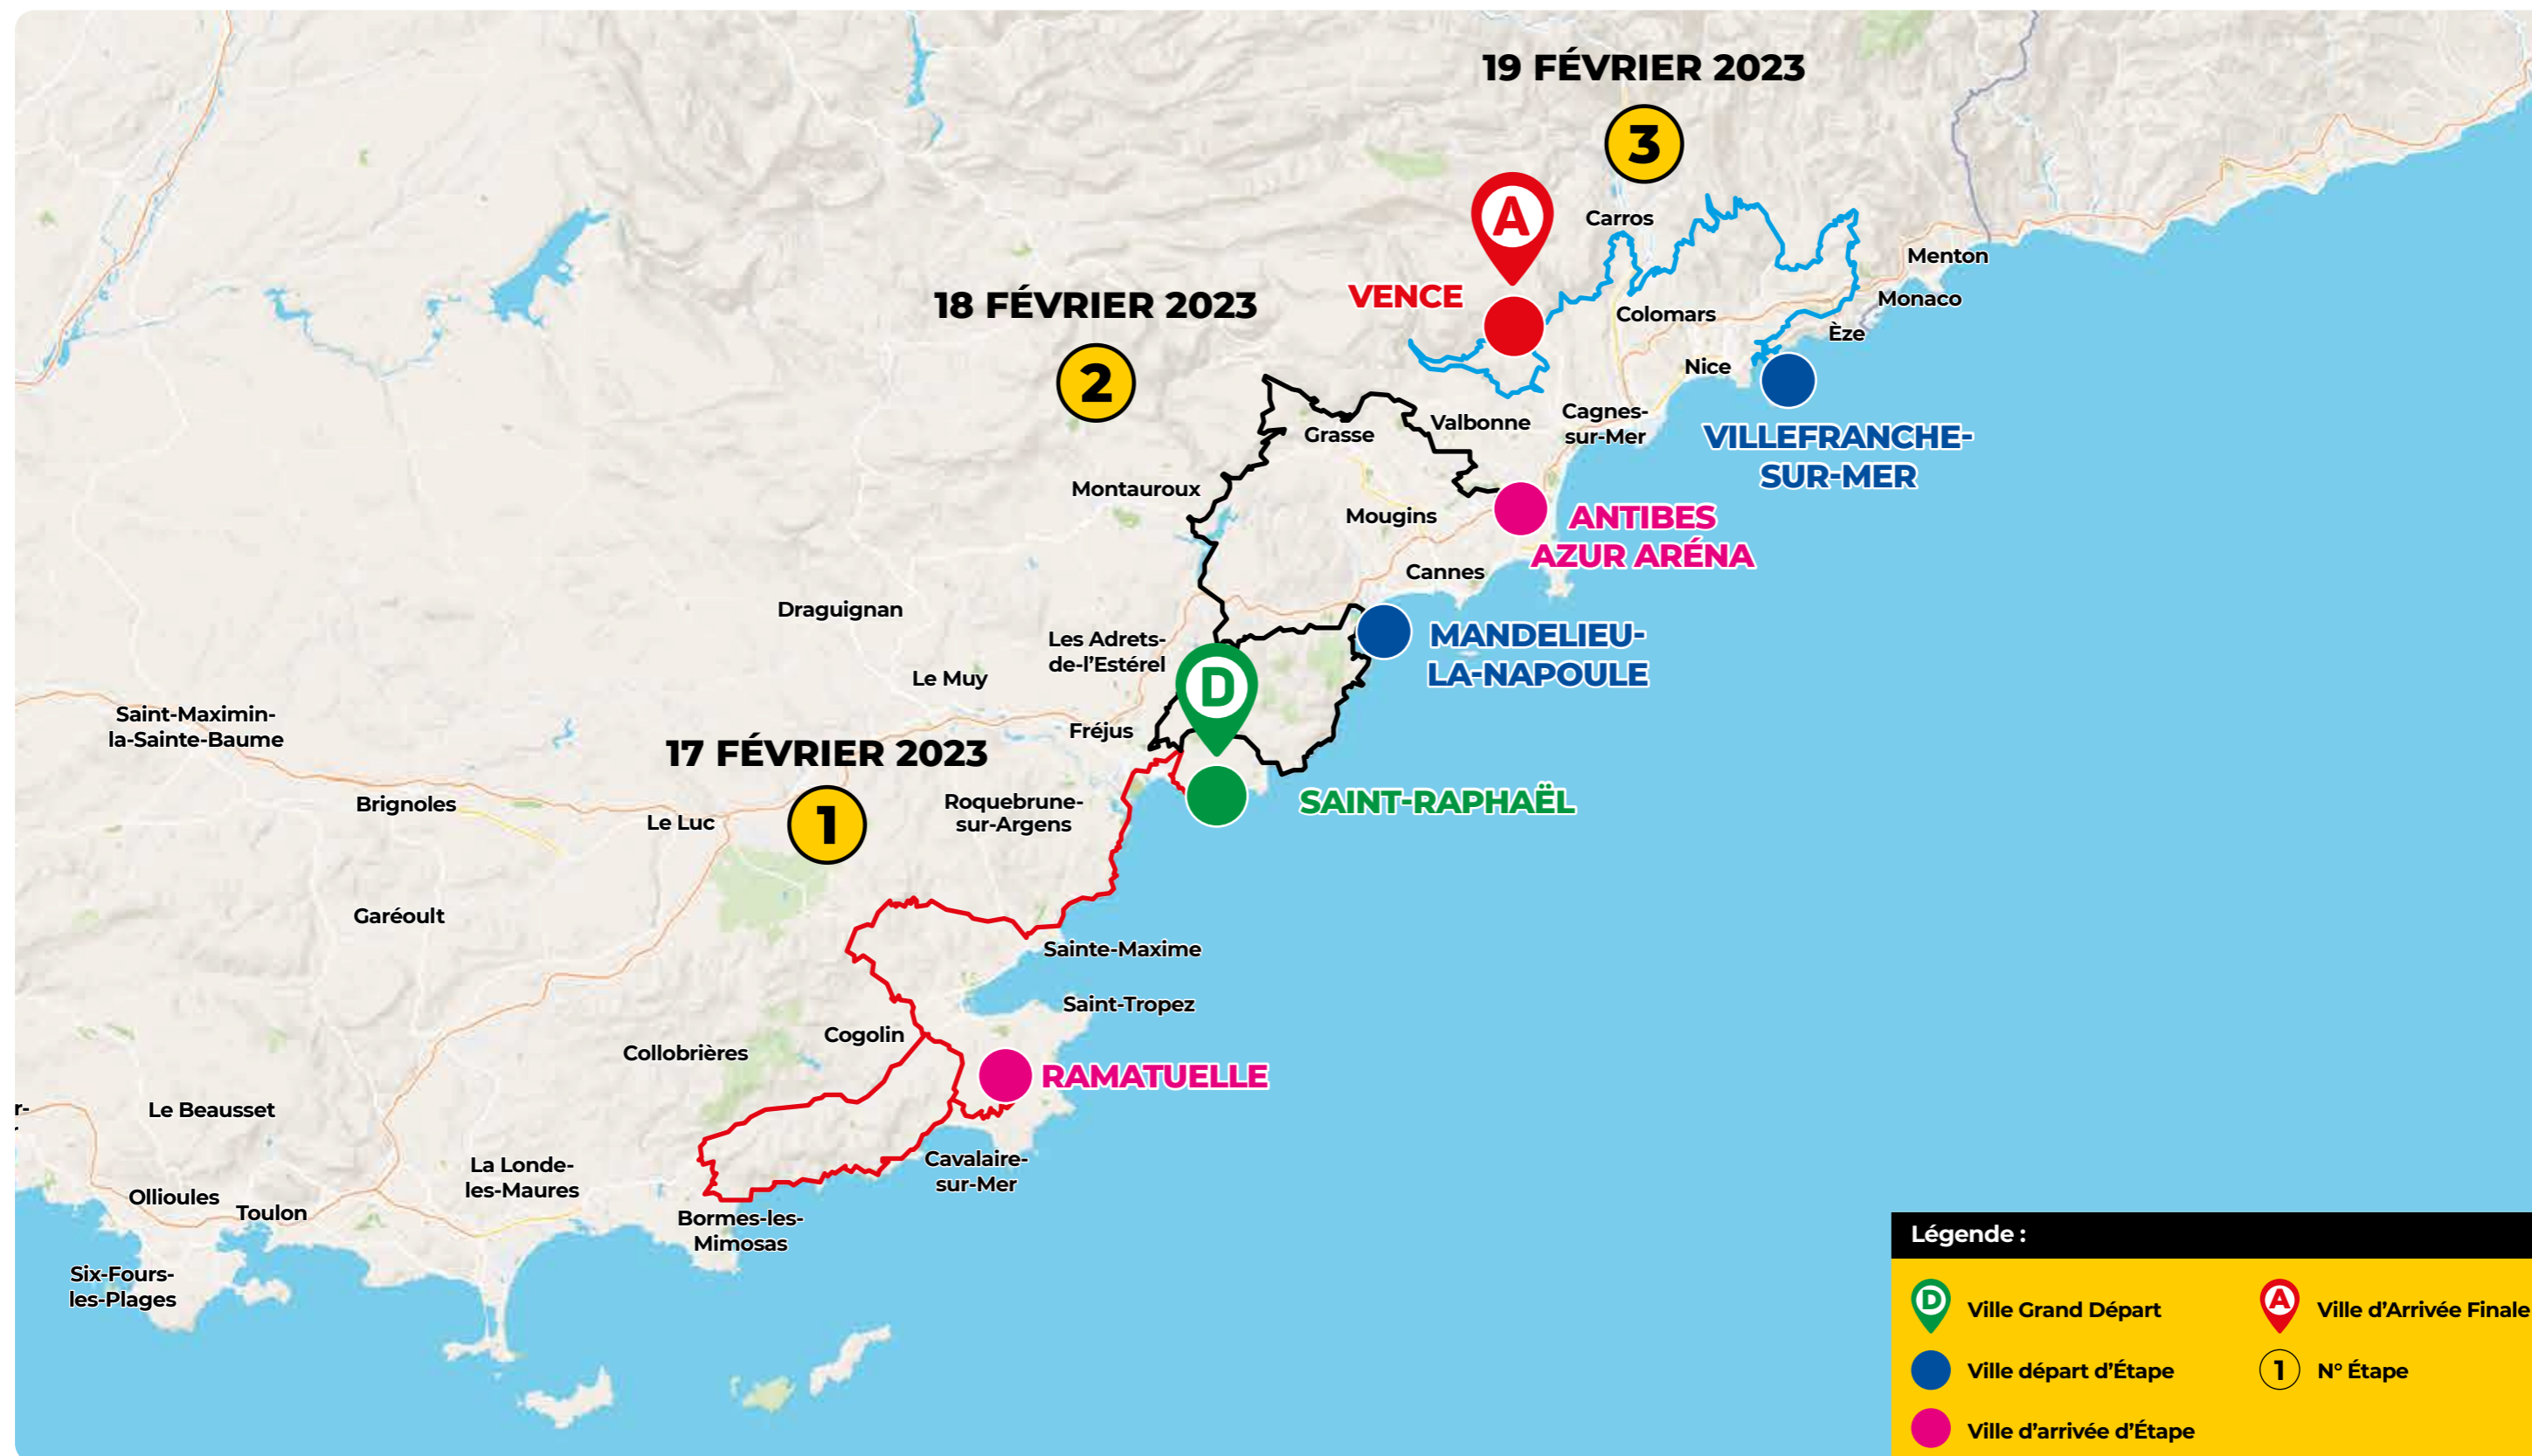 19 FÉVRIER 2023
3
A
Carros
Menton
VENCE
Monaco
18 FÉVRIER 2023
Colomars
Èze
2
Nice
Cagnes-
sur-Mer
Valbonne
Grasse
VILLEFRANCHE-
SUR-MER
Montauroux
Mougins
ANTIBES
AZUR ARÉNA
Cannes
Draguignan
Les Adrets-
de-l'Estérel
MANDELIEU-
LA-NAPOULE
Le Muy
D
Saint-Maximin-
la-Sainte-Baume
Fréjus
17 FÉVRIER 2023
1
Brignoles
Le Luc
Roquebrune-
sur-Argens
SAINT-RAPHAËL
Garéoult
Sainte-Maxime
Saint-Tropez
Cogolin
Collobrières
RAMATUELLE
r-
Le Beausset
La Londe-
les-Maures
Cavalaire-
sur-Mer
Ollioules
Toulon
Bormes-les-
Mimosas
Six-Fours-
les-Plages
Légende :
D Ville Grand Départ
A Ville d'Arrivée Finale
Ville départ d'Étape
1 N° Étape
Ville d'arrivée d'Étape